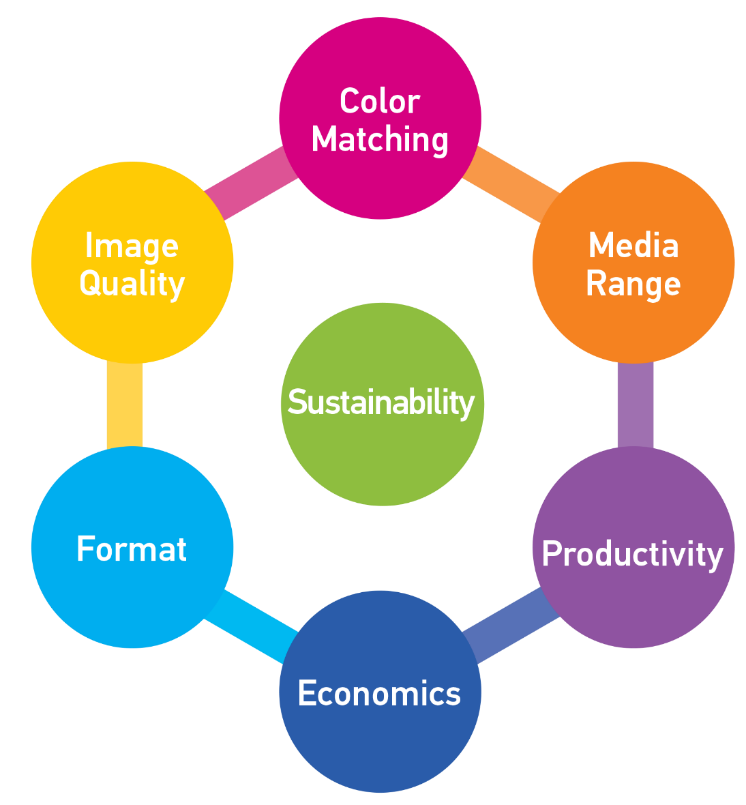 Color
Matching
Image
Quality
Media
Range
Sustainability
Format
Productivity
Economics